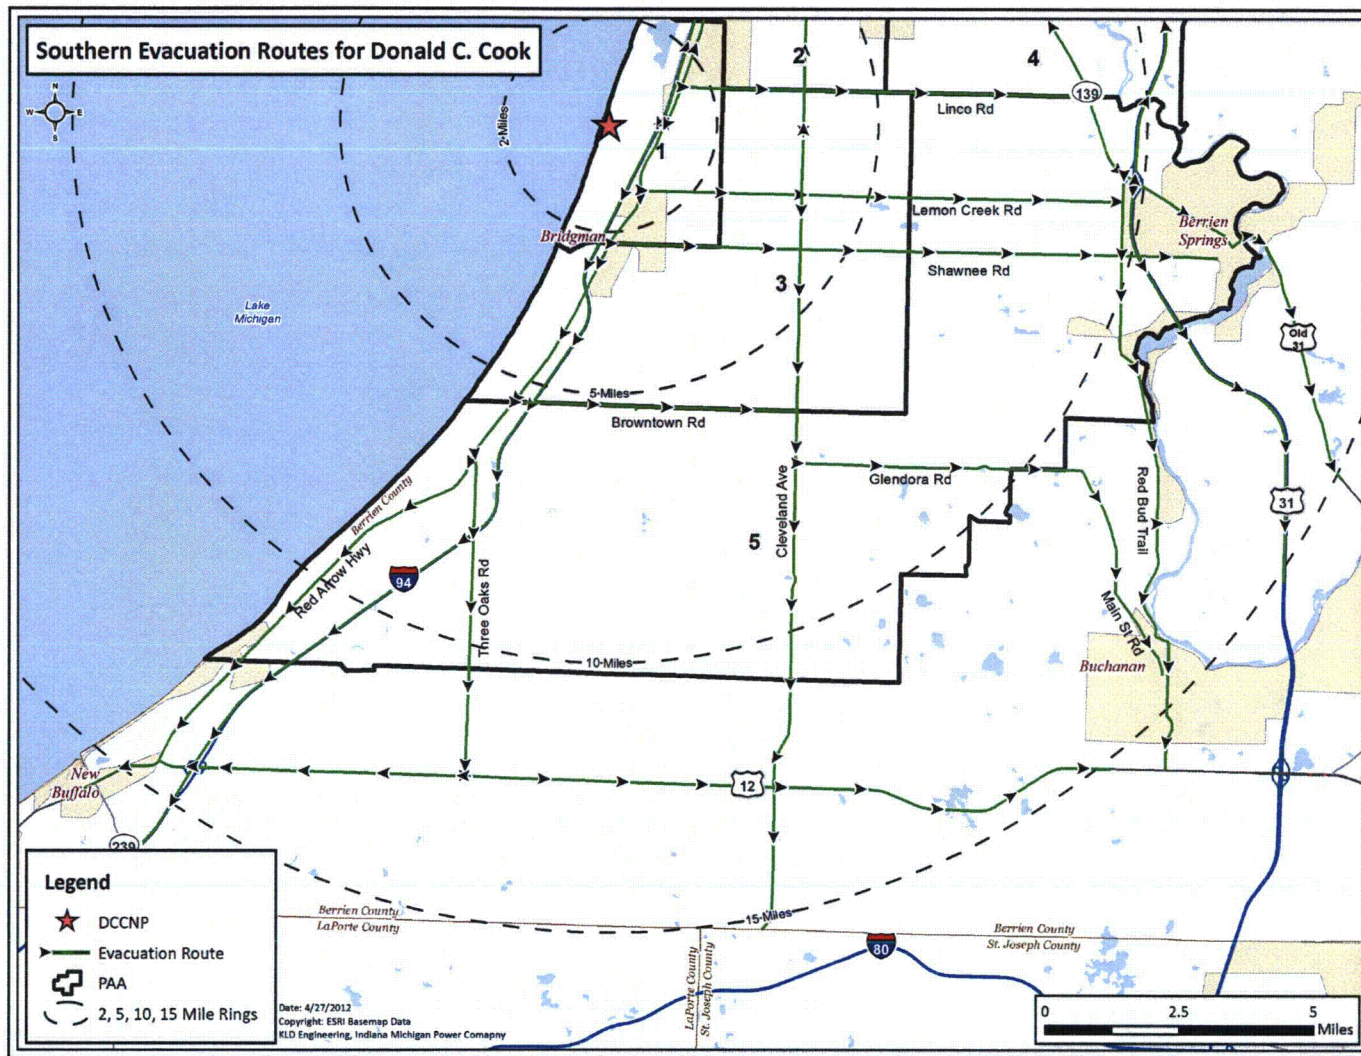 Southern Evacuation Routes for Donald C. Cook
N
W E
S
2-Miles
1
2
4
139
Linco Rd
Lemon Creek Rd
Berrien
Springs
Bridgman
Shawnee Rd
3
Lake
Michigan
Old
31
5-Miles
Browntown Rd
Glendora Rd
Cleveland Ave
Red Bud Trail
31
Berrien County
5
Red Arrow Hwy
94
Three Oaks Rd
Main St Rd
10-Miles
Buchanan
New
Buffalo
12
239
Legend
DCCNP
Evacuation Route
PAA
2, 5, 10, 15 Mile Rings
Berrien County
LaPorte County
15-Miles
Berrien County
St. Joseph County
80
LaPorte County
St. Joseph County
Date: 4/27/2012
Copyright: ESRI Basemap Data
KLD Engineering, Indiana Michigan Power Comapny
0 2.5 5
Miles